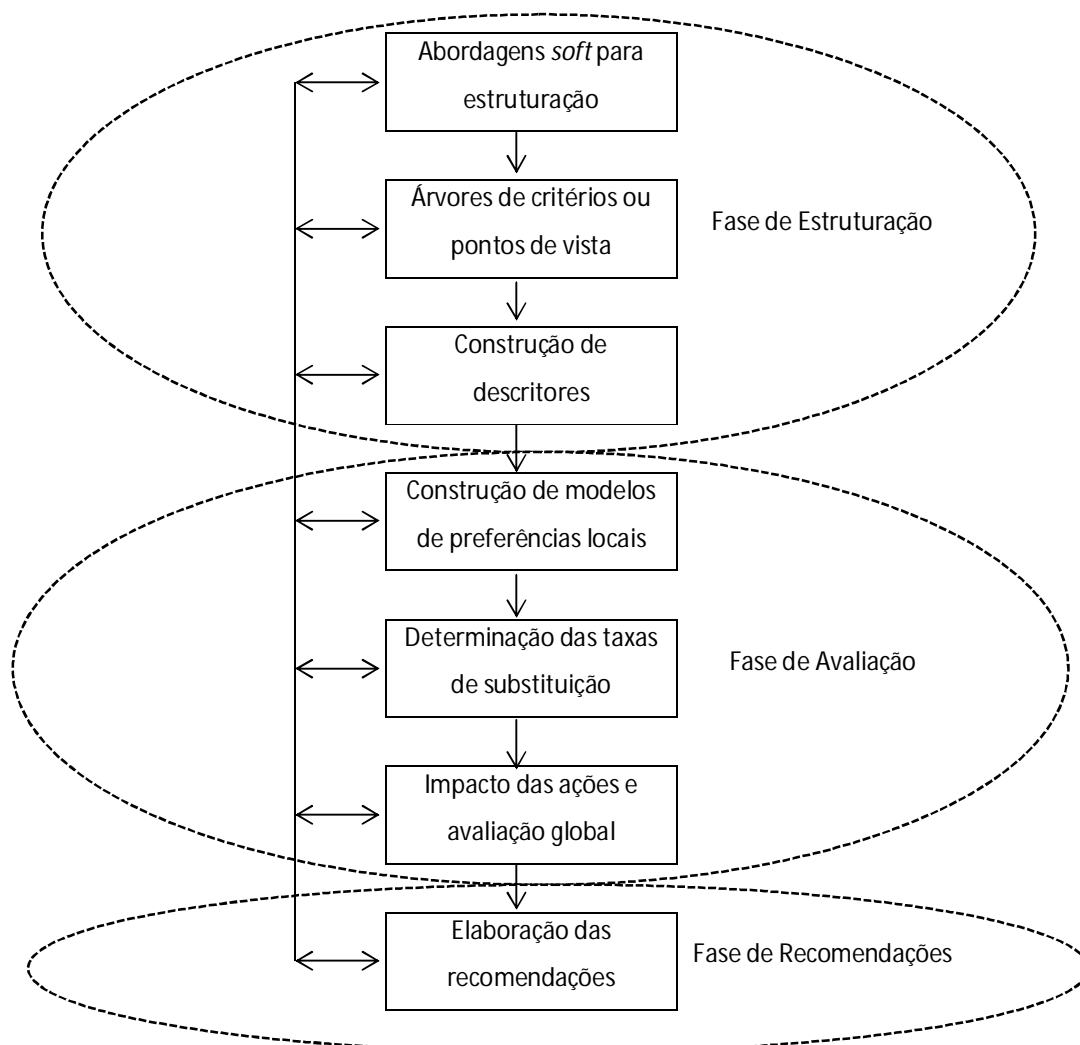 Abordagens soft para
estruturação
Árvores de critérios ou
pontos de vista
Fase de Estruturação
Construção de
descritores
Construção de modelos
de preferências locais
Determinação das taxas
de substituição
Fase de Avaliação
Impacto das ações e
avaliação global
Elaboração das
recomendações
Fase de Recomendações